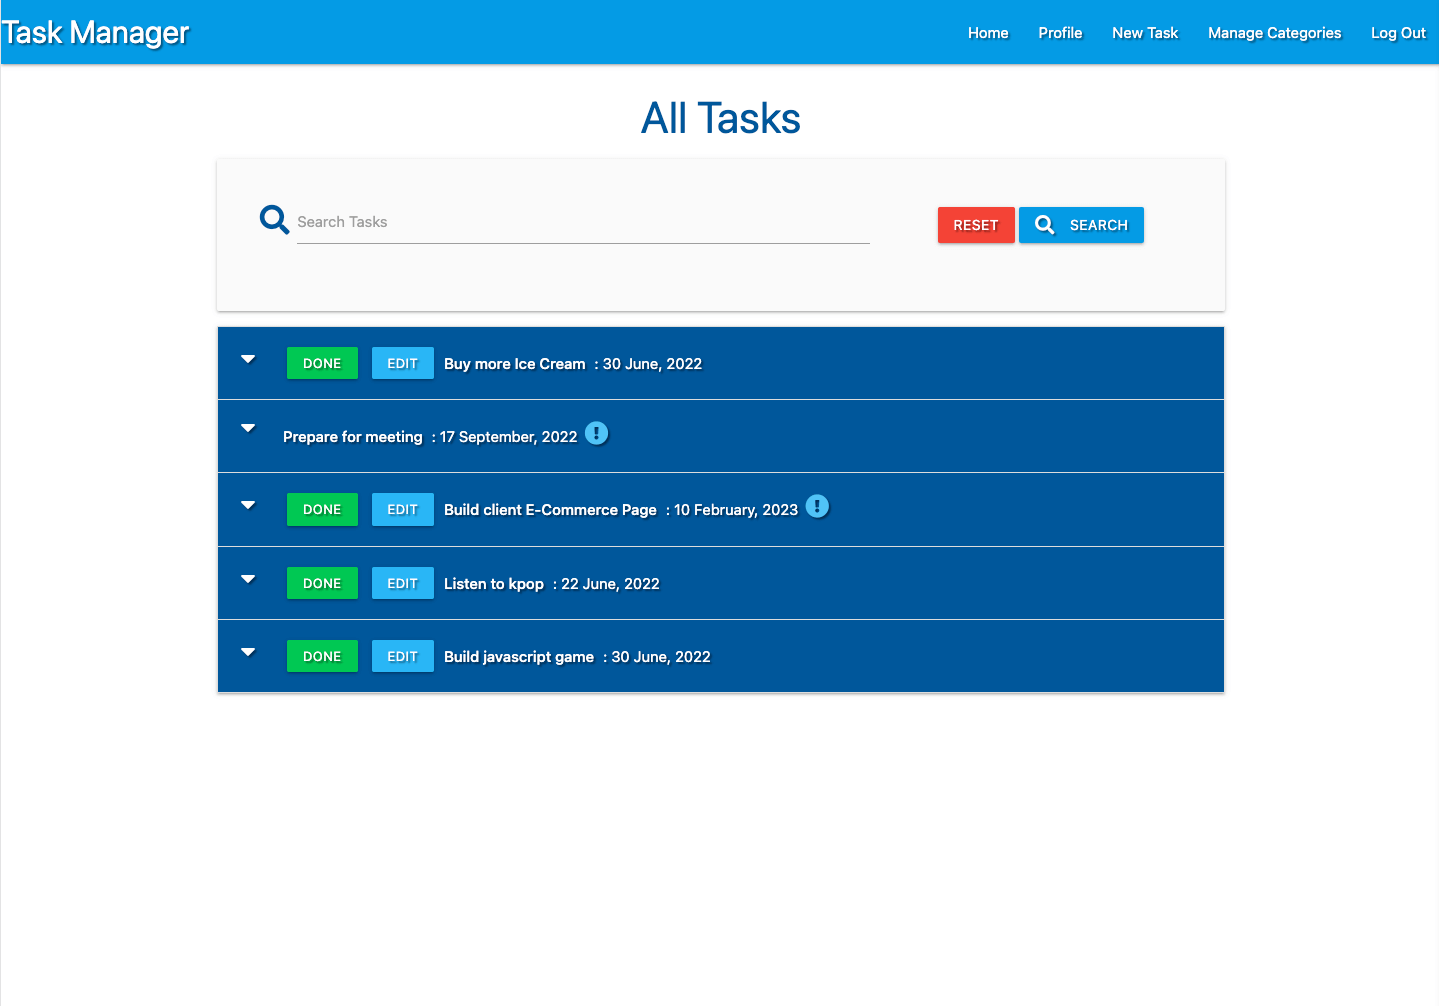 Task Manager Home Profile New Task Manage Categories Log Out
All Tasks
Search Tasks RESET SEARCH
DONE EDIT Buy more Ice Cream : 30 June, 2022
Prepare for meeting : 17 September, 2022
DONE EDIT Build client E-Commerce Page : 10 February, 2023
DONE EDIT Listen to kpop : 22 June, 2022
DONE EDIT Build javascript game : 30 June, 2022